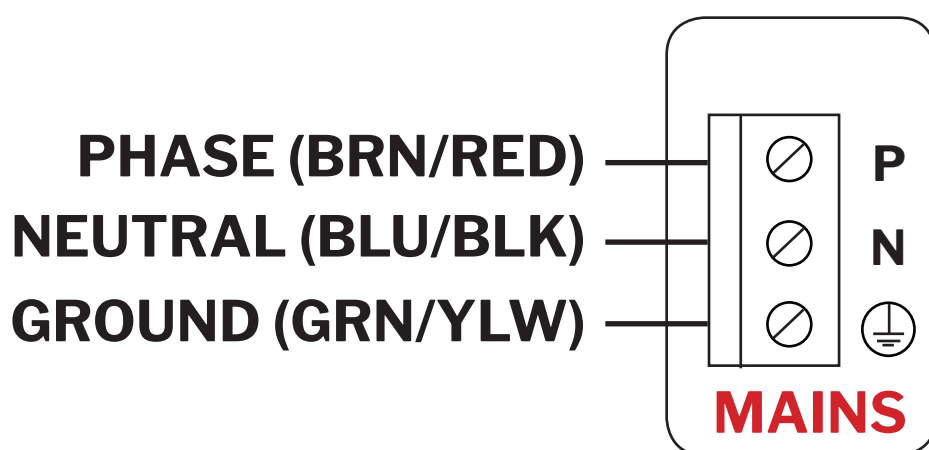 PHASE (BRN/RED)
P
NEUTRAL (BLU/BLK)
N
GROUND (GRN/YLW)
MAINS